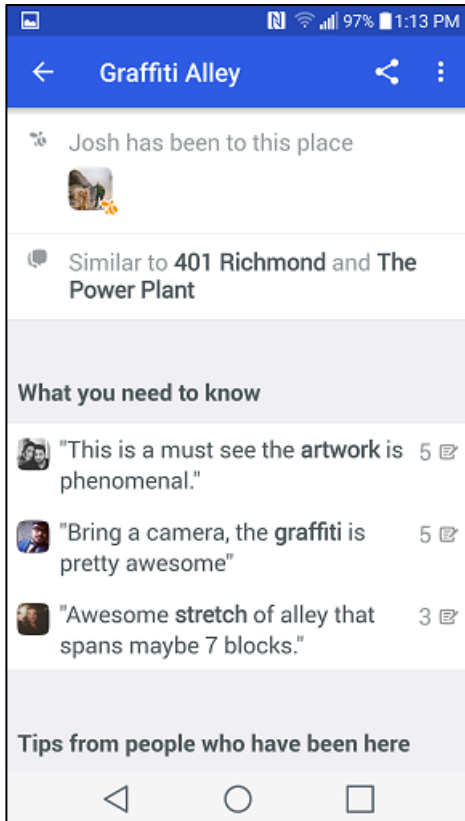 97% 1:13 PM
Graffiti Alley
Josh has been to this place
Similar to 401 Richmond and The
Power Plant
What you need to know
"This is a must see the artwork is 5
phenomenal."
"Bring a camera, the graffiti is 5
pretty awesome"
"Awesome stretch of alley that 3
spans maybe 7 blocks."
Tips from people who have been here